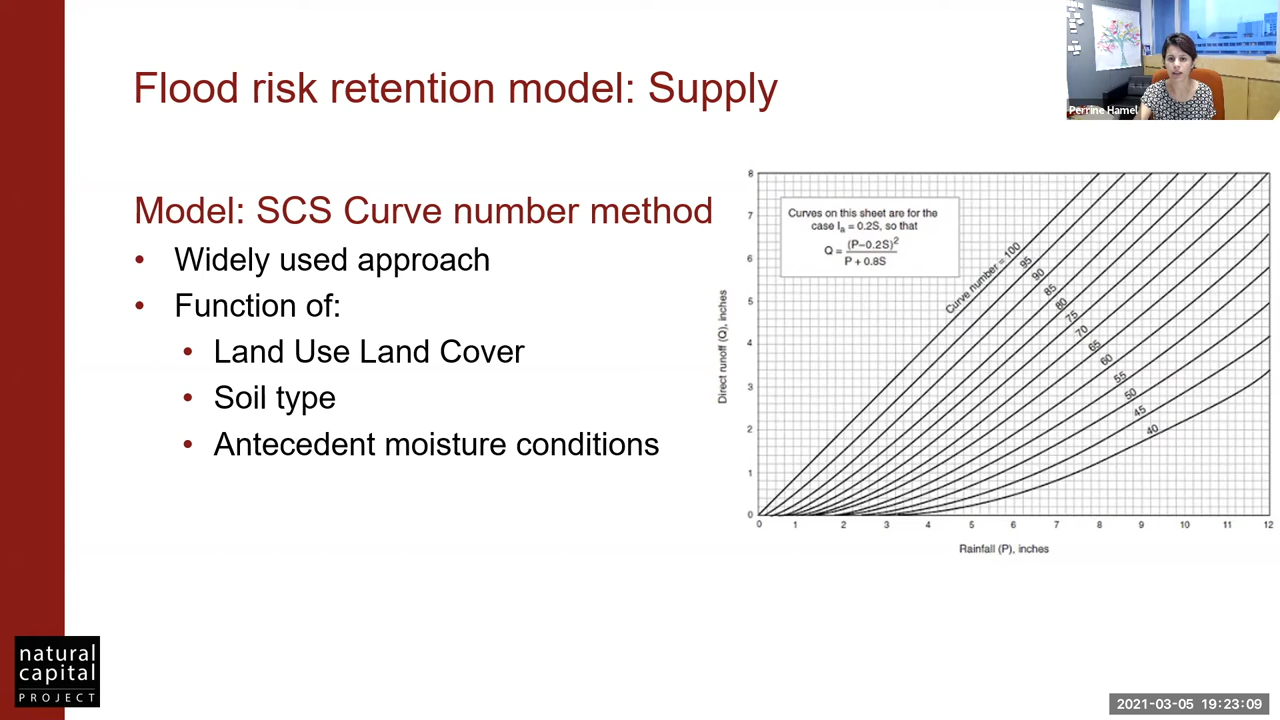 Flood risk retention model: Supply
Perrine Hamel
Model: SCS Curve number method
• Widely used approach
• Function of:
• Land Use Land Cover
• Soil type
• Antecedent moisture conditions
Curves on this sheet are for the
case Ia = 0.2S, so that
Q = (P–0.2S)² / P + 0.8S
Curve number = 100
95
90
85
80
75
70
65
60
55
50
45
40
Direct runoff (Q), inches
8
7
6
5
4
3
2
1
0
0 1 2 3 4 5 6 7 8 9 10 11 12
Rainfall (P), inches
natural
capital
PROJECT
2021-03-05 19:23:09